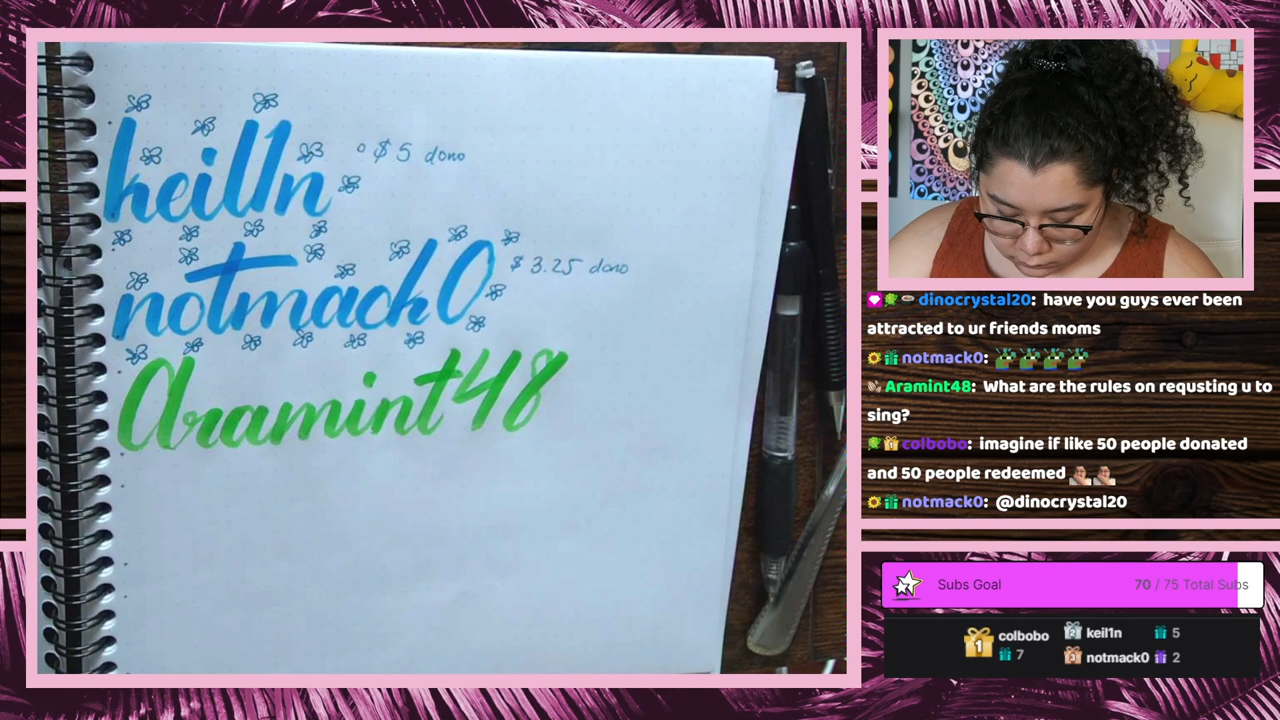 keil1n
$5 dono
notmack0
$3.25 dono
Aramint48
dinocrystal20: have you guys ever been
attracted to ur friends moms
notmack0:
Aramint48: What are the rules on requsting u to
sing?
colbobo: imagine if like 50 people donated
and 50 people redeemed
notmack0: @dinocrystal20
Subs Goal 70 / 75 Total Subs
1 colbobo 7
2 keil1n 5
3 notmack0 2